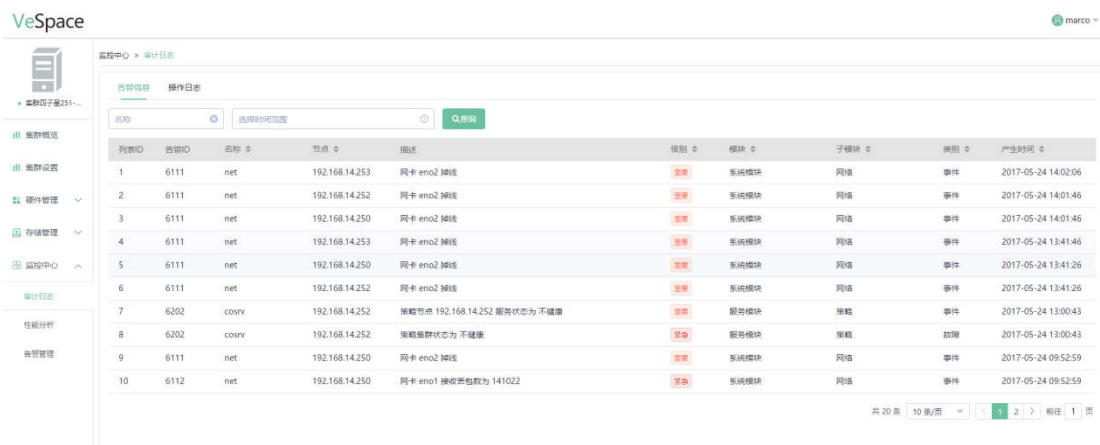 VeSpace
marco
监控中心 > 审计日志
集群四子星251-...
告警信息 操作日志
名称 选择时间范围 查询
集群概览
集群设置
硬件管理
存储管理
监控中心
审计日志
性能分析
告警管理
列表ID 告警ID 名称 节点 描述 级别 模块 子模块 类别 产生时间
1 6111 net 192.168.14.253 网卡 eno2 掉线 重要 系统模块 网络 事件 2017-05-24 14:02:06
2 6111 net 192.168.14.252 网卡 eno2 掉线 重要 系统模块 网络 事件 2017-05-24 14:01:46
3 6111 net 192.168.14.250 网卡 eno2 掉线 重要 系统模块 网络 事件 2017-05-24 14:01:46
4 6111 net 192.168.14.253 网卡 eno2 掉线 重要 系统模块 网络 事件 2017-05-24 13:41:46
5 6111 net 192.168.14.250 网卡 eno2 掉线 重要 系统模块 网络 事件 2017-05-24 13:41:26
6 6111 net 192.168.14.252 网卡 eno2 掉线 重要 系统模块 网络 事件 2017-05-24 13:41:26
7 6202 cosrv 192.168.14.252 策略节点 192.168.14.252 服务状态为 不健康 重要 服务模块 策略 事件 2017-05-24 13:00:43
8 6202 cosrv 192.168.14.252 策略集群状态为 不健康 紧急 服务模块 策略 故障 2017-05-24 13:00:43
9 6111 net 192.168.14.250 网卡 eno2 掉线 重要 系统模块 网络 事件 2017-05-24 09:52:59
10 6112 net 192.168.14.250 网卡 eno1 接收丢包数为 141022 紧急 系统模块 网络 事件 2017-05-24 09:52:59
共 20 条 10 条/页 1 2 前往 1 页